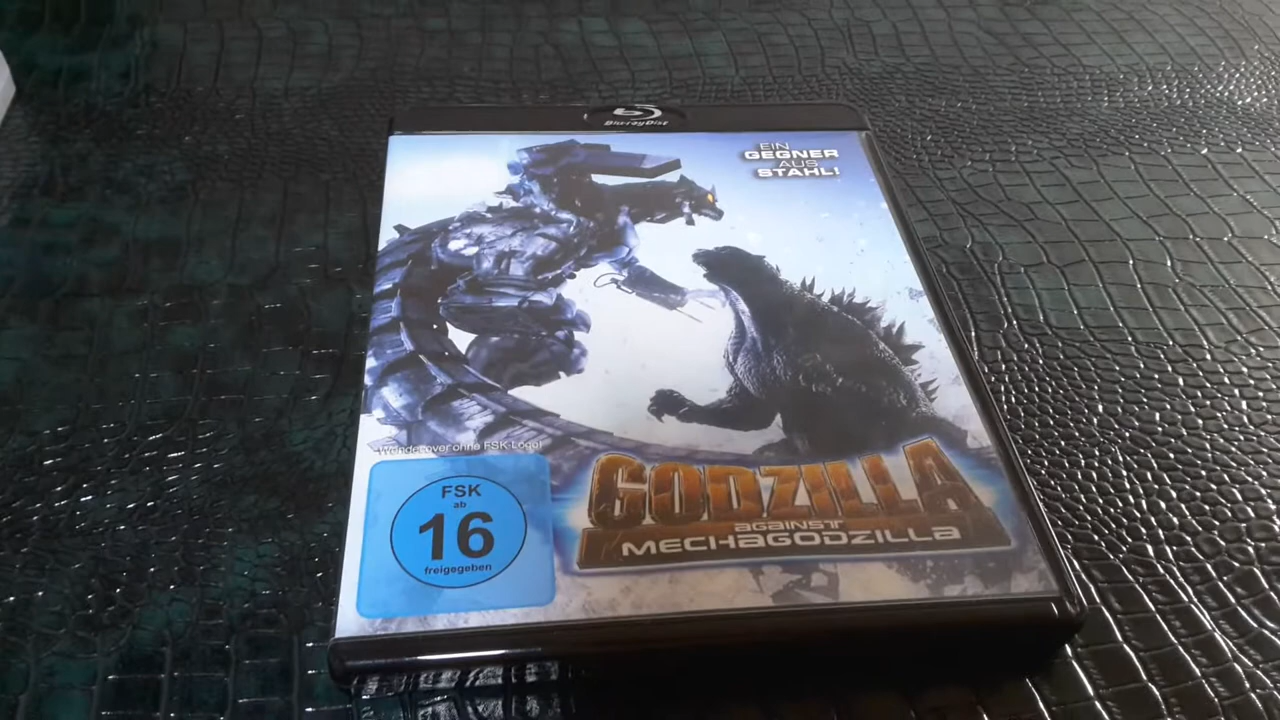 Blu-ray Disc
EIN
GEGNER
AUS
STAHL!
*Wendecover ohne FSK-Logo!
FSK
ab
16
freigegeben
GODZILLA
AGAINST
MECHAGODZILLA